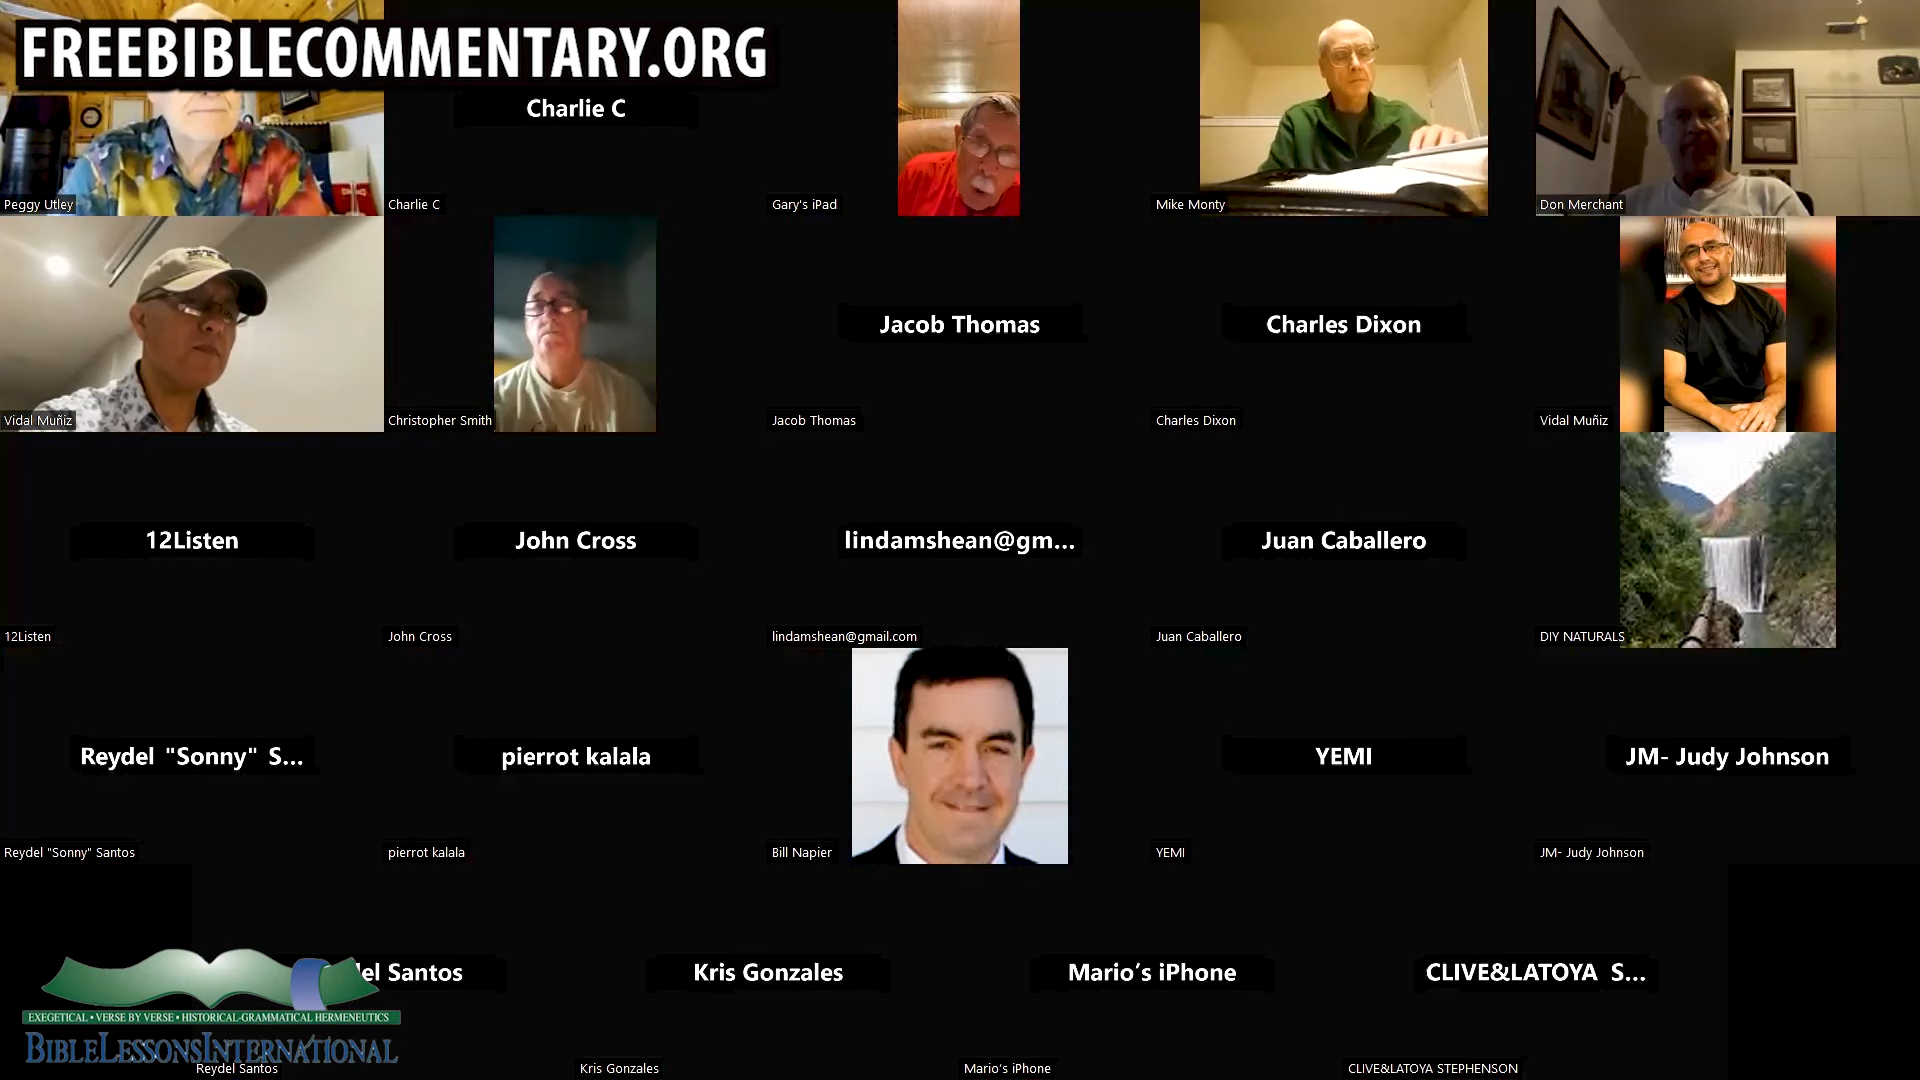 FREEBIBLECOMMENTARY.ORG
Charlie C
Peggy Utley
Charlie C
Gary's iPad
Mike Monty
Don Merchant
Jacob Thomas
Charles Dixon
Vidal Muñiz
Christopher Smith
Jacob Thomas
Charles Dixon
Vidal Muñiz
12Listen
John Cross
lindamshean@gm...
Juan Caballero
12Listen
John Cross
lindamshean@gmail.com
Juan Caballero
DIY NATURALS
Reydel "Sonny" S...
pierrot kalala
YEMI
JM- Judy Johnson
Reydel "Sonny" Santos
pierrot kalala
Bill Napier
YEMI
JM- Judy Johnson
del Santos
Kris Gonzales
Mario's iPhone
CLIVE&LATOYA S...
EXEGETICAL • VERSE BY VERSE • HISTORICAL-GRAMMATICAL HERMENEUTICS
BIBLELESSONSINTERNATIONAL
Reydel Santos
Kris Gonzales
Mario's iPhone
CLIVE&LATOYA STEPHENSON